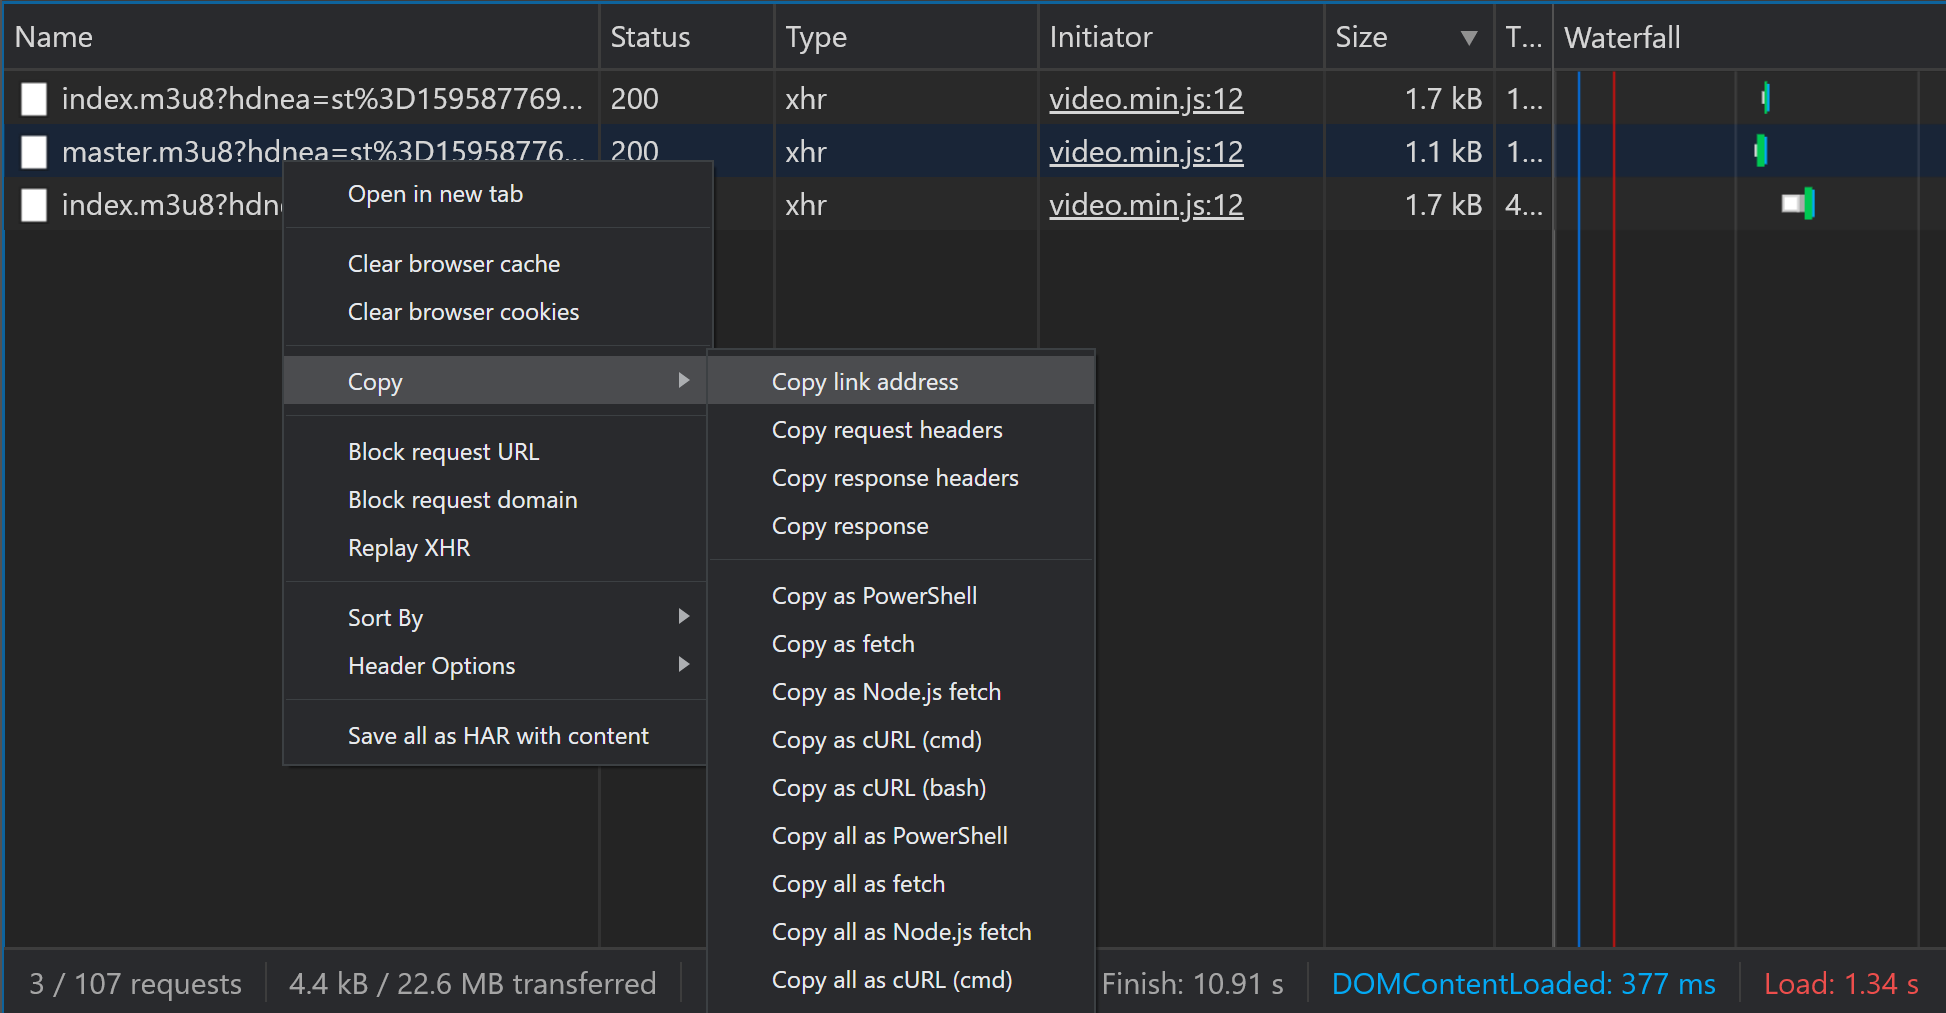 Name Status Type Initiator Size T... Waterfall
index.m3u8?hdnea=st%3D159587769... 200 xhr video.min.js:12 1.7 kB 1...
master.m3u8?hdnea=st%3D15958776... 200 xhr video.min.js:12 1.1 kB 1...
index.m3u8?hdn xhr video.min.js:12 1.7 kB 4...
Open in new tab
Clear browser cache
Clear browser cookies
Copy
Block request URL
Block request domain
Replay XHR
Sort By
Header Options
Save all as HAR with content
Copy link address
Copy request headers
Copy response headers
Copy response
Copy as PowerShell
Copy as fetch
Copy as Node.js fetch
Copy as cURL (cmd)
Copy as cURL (bash)
Copy all as PowerShell
Copy all as fetch
Copy all as Node.js fetch
Copy all as cURL (cmd)
3 / 107 requests 4.4 kB / 22.6 MB transferred Finish: 10.91 s DOMContentLoaded: 377 ms Load: 1.34 s